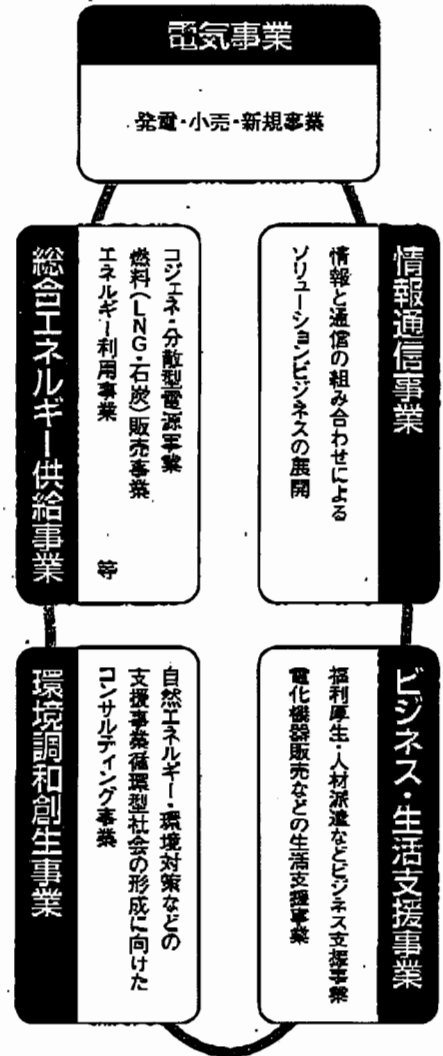 電気事業
発電・小売・新規事業
情報通信事業
情報と通信の組み合わせによる
ソリューションビジネスの展開
総合エネルギー供給事業
コジェネ・分散型電源事業
燃料(LNG・石炭)販売事業
エネルギー利用事業 等
ビジネス・生活支援事業
福利厚生・人材派遣などビジネス支援事業
電化機器販売などの生活支援事業
環境調和創生事業
自然エネルギー・環境対策などの
支援事業循環型社会の形成に向けた
コンサルディング事業